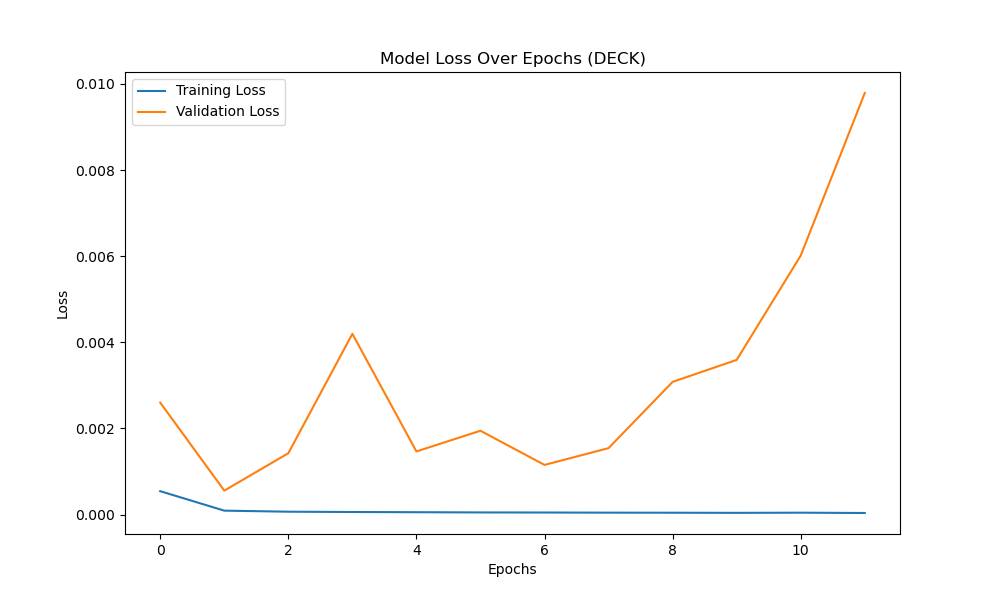 Model Loss Over Epochs (DECK)
Training Loss
Validation Loss
0.010
0.008
0.006
0.004
0.002
0.000
Loss
0 2 4 6 8 10
Epochs